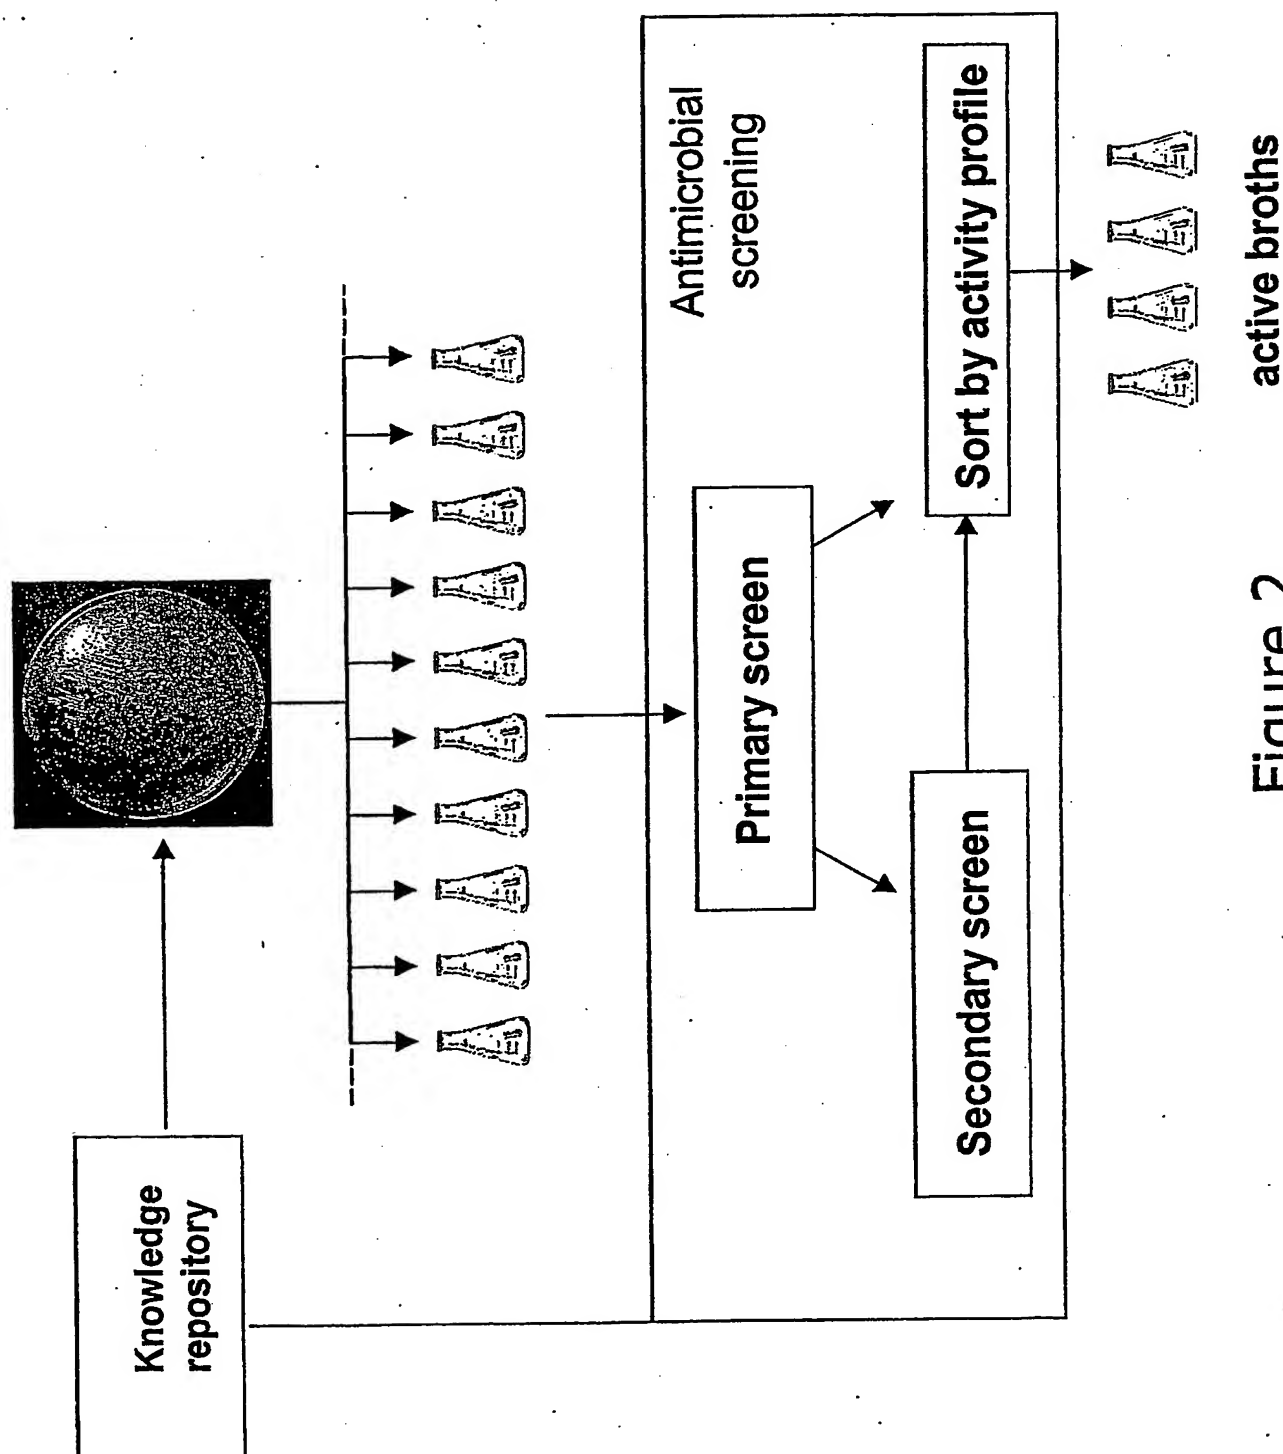 Knowledge
repository
Antimicrobial
screening
Primary screen
Secondary screen
Sort by activity profile
active broths
Figure 2